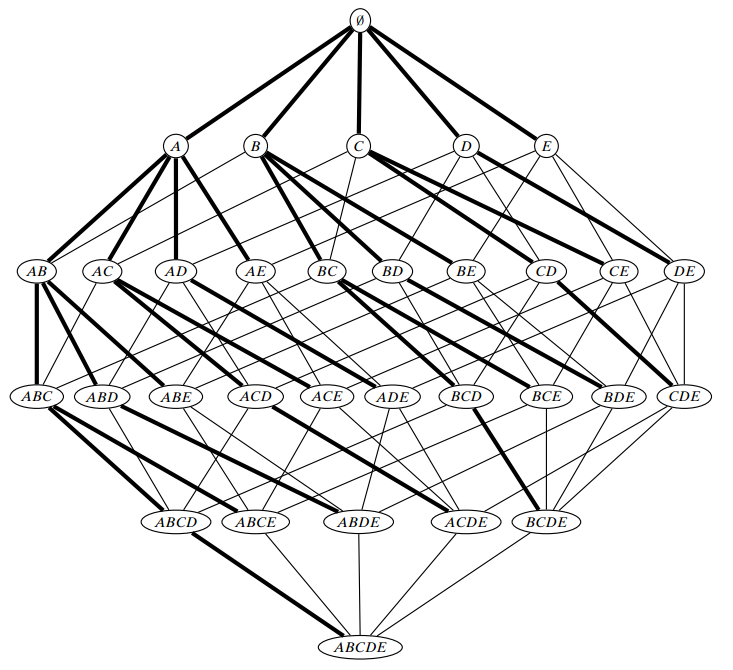 ∅
A B C D E
AB AC AD AE BC BD BE CD CE DE
ABC ABD ABE ACD ACE ADE BCD BCE BDE CDE
ABCD ABCE ABDE ACDE BCDE
ABCDE